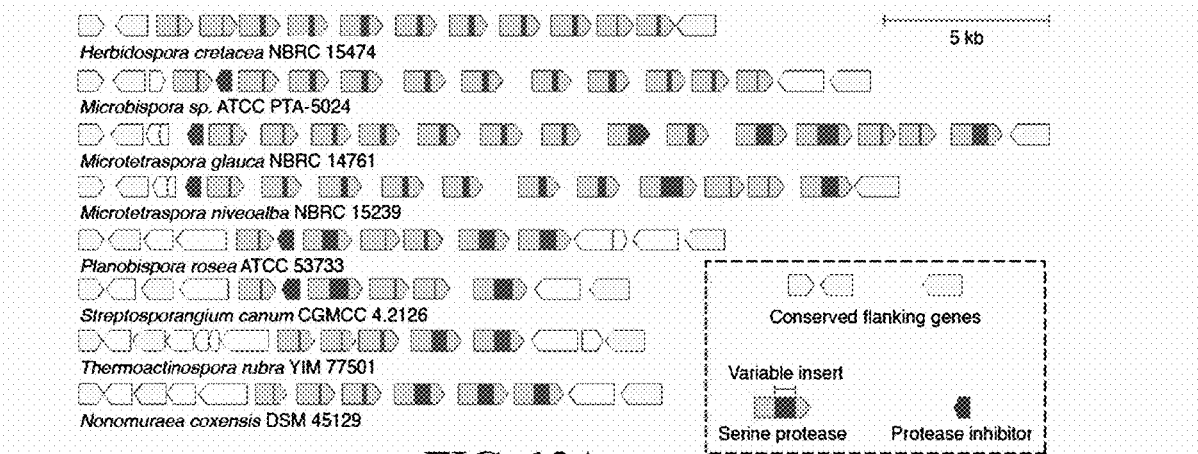 5 kb
Herbidospora cretacea NBRC 15474
Microbispora sp. ATCC PTA-5024
Microtetraspora glauca NBRC 14761
Microtetraspora niveoalba NBRC 15239
Planobispora rosea ATCC 53733
Streptosporangium canum CGMCC 4.2126
Thermoactinospora rubra YIM 77501
Nonomuraea coxensis DSM 45129
Conserved flanking genes
Variable insert
Serine protease
Protease inhibitor